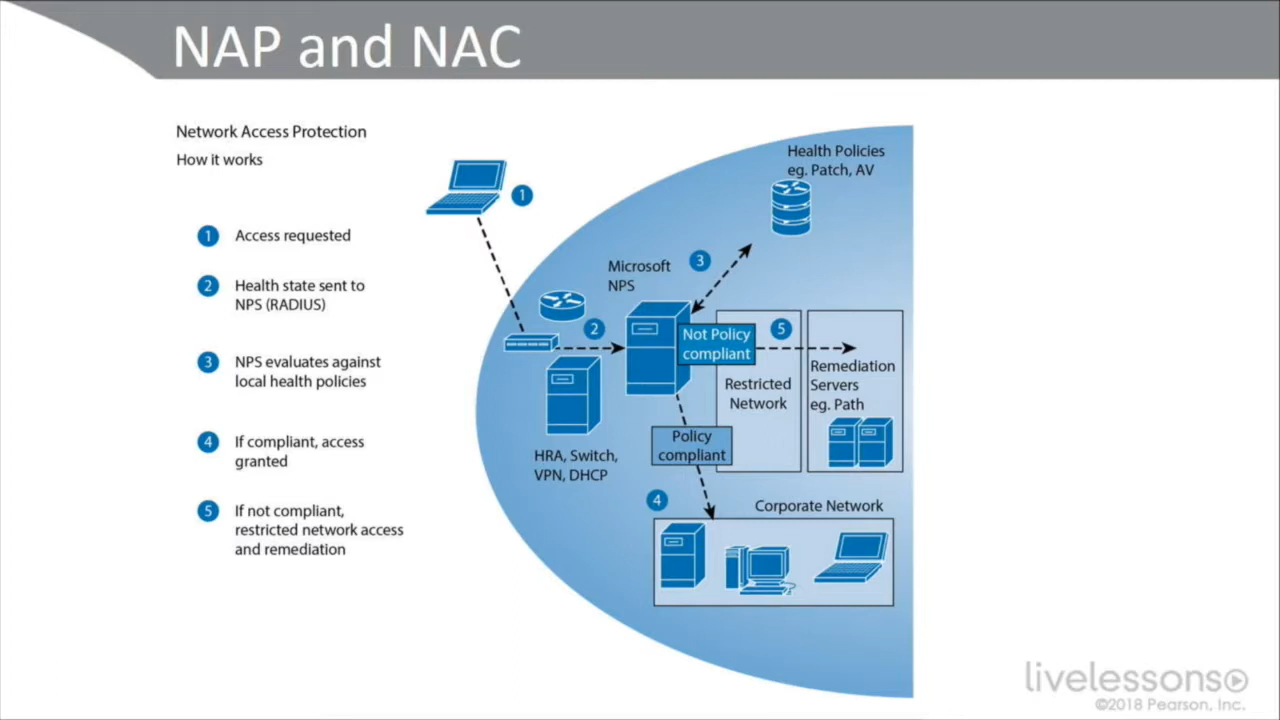 NAP and NAC
Network Access Protection
How it works
1 Access requested
2 Health state sent to
NPS (RADIUS)
3 NPS evaluates against
local health policies
4 If compliant, access
granted
5 If not compliant,
restricted network access
and remediation
1
Health Policies
eg. Patch, AV
Microsoft
NPS
3
2
Not Policy
compliant
5
Restricted
Network
Remediation
Servers
eg. Path
HRA, Switch,
VPN, DHCP
Policy
compliant
4
Corporate Network
livelessons
©2018 Pearson, Inc.